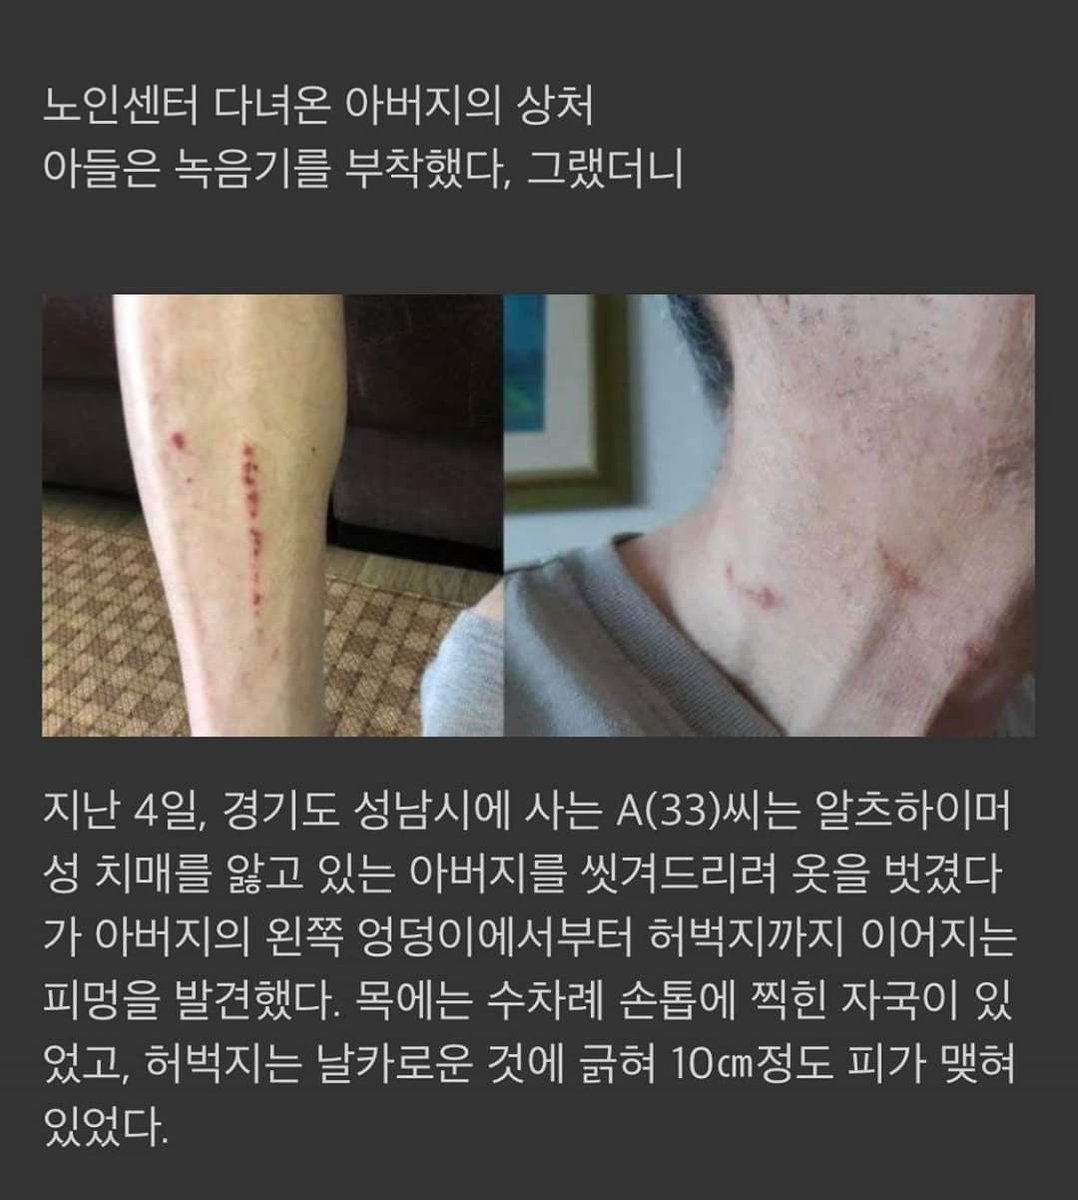 노인센터 다녀온 아버지의 상처
아들은 녹음기를 부착했다, 그랬더니
지난 4일, 경기도 성남시에 사는 A(33)씨는 알츠하이머
성 치매를 앓고 있는 아버지를 씻겨드리려 옷을 벗겼다
가 아버지의 왼쪽 엉덩이에서부터 허벅지까지 이어지는
피멍을 발견했다. 목에는 수차례 손톱에 찍힌 자국이 있
었고, 허벅지는 날카로운 것에 긁혀 10㎝정도 피가 맺혀
있었다.